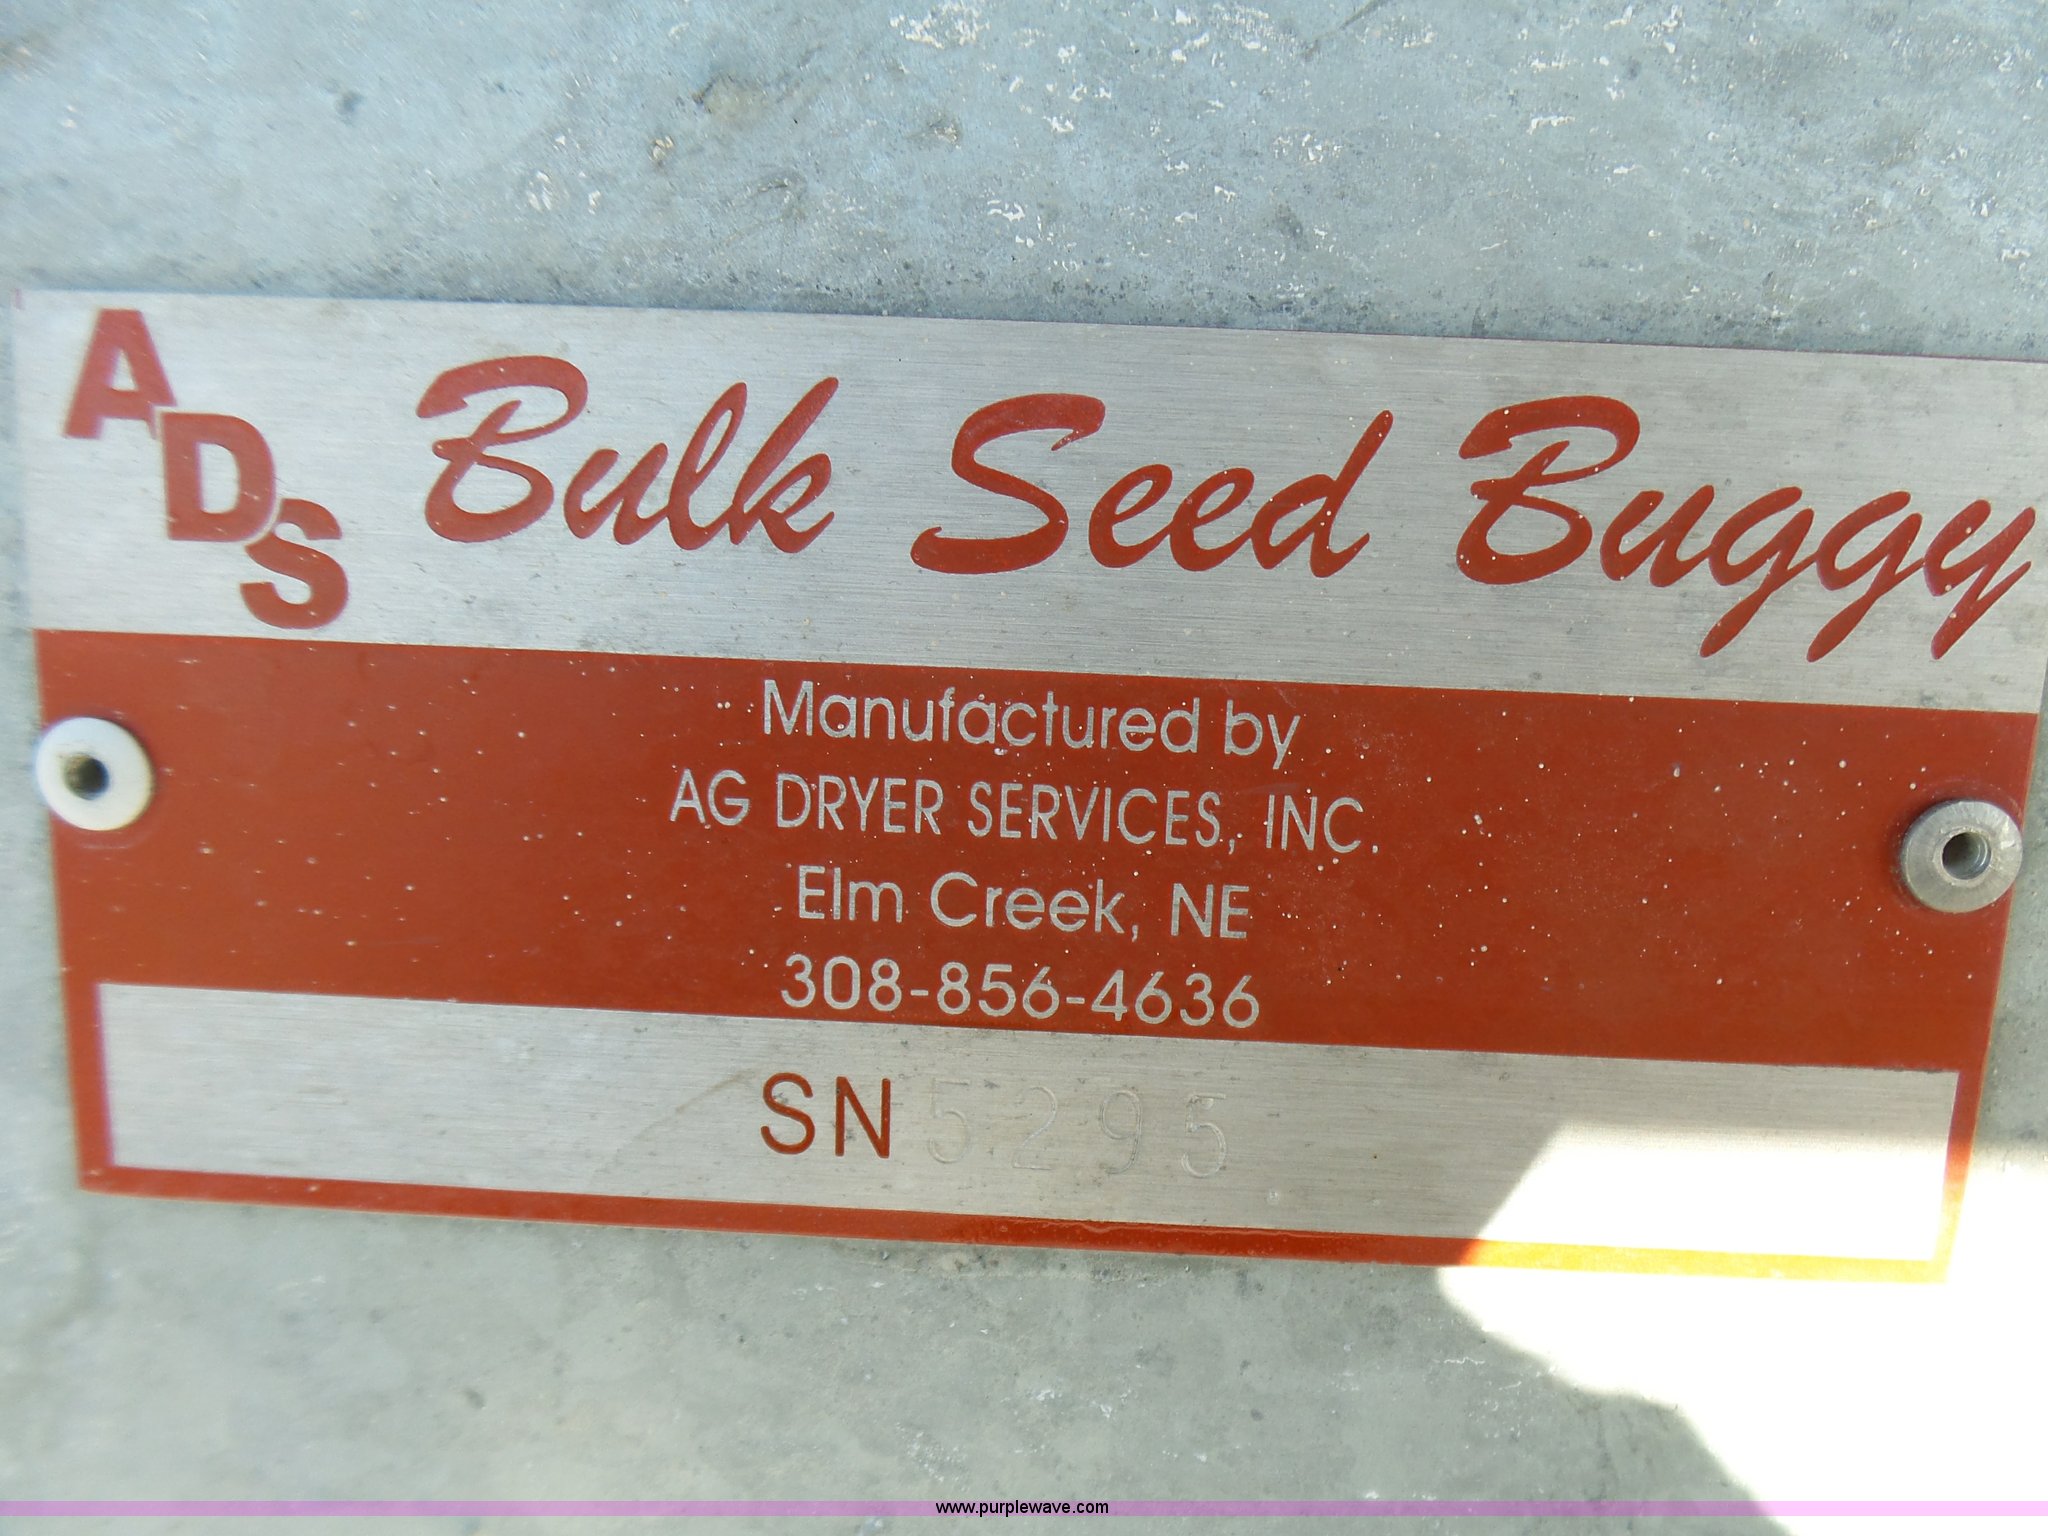 ADS Bulk Seed Buggy
Manufactured by
AG DRYER SERVICES, INC.
Elm Creek, NE
308-856-4636
SN 5295
www.purplewave.com